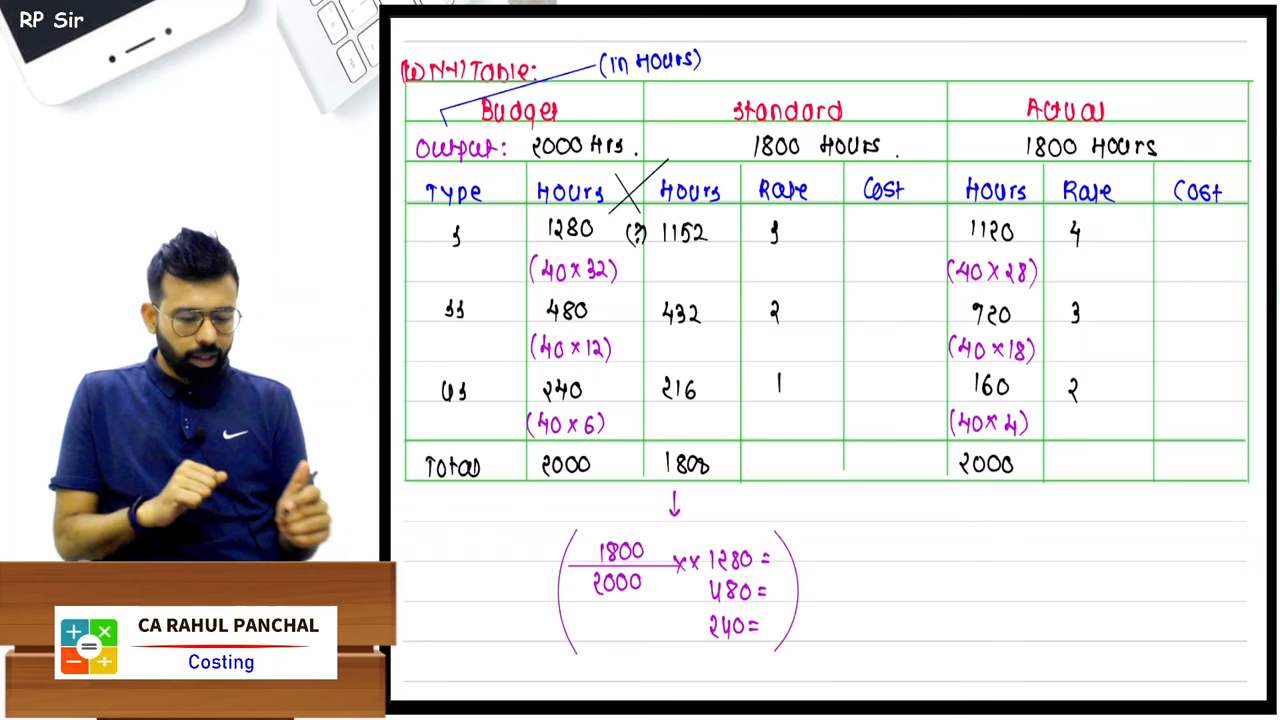 RP Sir
(WN-1) Table:
(In Hours)
Budget Standard Actual
Output: 2000 Hrs. 1800 Hours. 1800 Hours
Type Hours Hours Rate Cost Hours Rate Cost
S 1280 (?) 1152 3 1120 4
(40 x 32) (40 x 28)
SS 480 432 2 720 3
(40 x 12) (40 x 18)
US 240 216 1 160 2
(40 x 6) (40 x 4)
Total 2000 1800 2000
↓
1800
2000
xx 1280 =
480 =
240 =
CA RAHUL PANCHAL
Costing